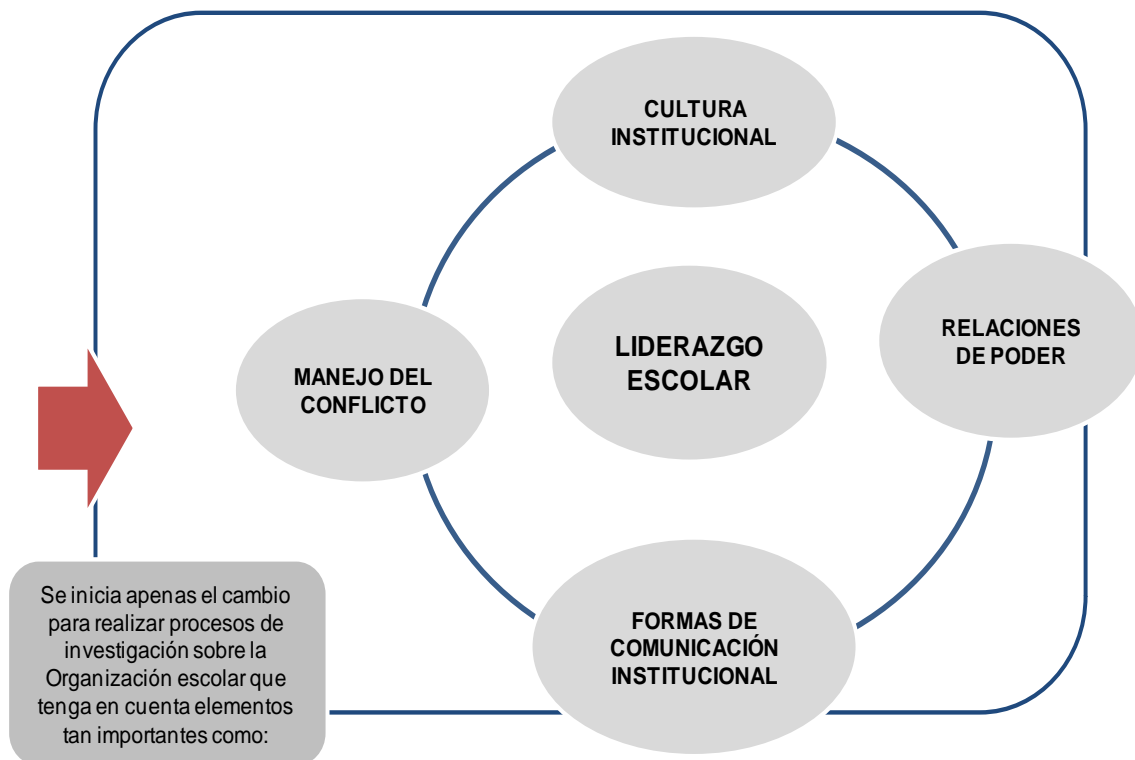 CULTURA
INSTITUCIONAL
RELACIONES
DE PODER
LIDERAZGO
ESCOLAR
MANEJO DEL
CONFLICTO
FORMAS DE
COMUNICACIÓN
INSTITUCIONAL
Se inicia apenas el cambio
para realizar procesos de
investigación sobre la
Organización escolar que
tenga en cuenta elementos
tan importantes como: